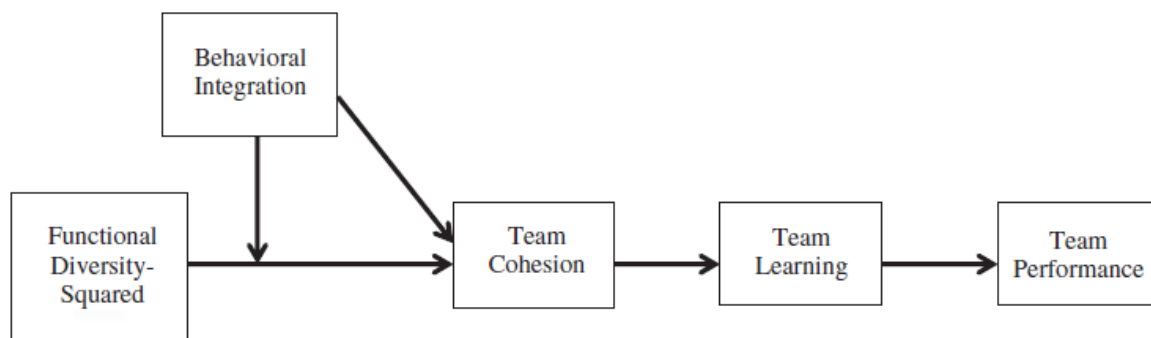 Behavioral
Integration
Functional
Diversity-
Squared
Team
Cohesion
Team
Learning
Team
Performance